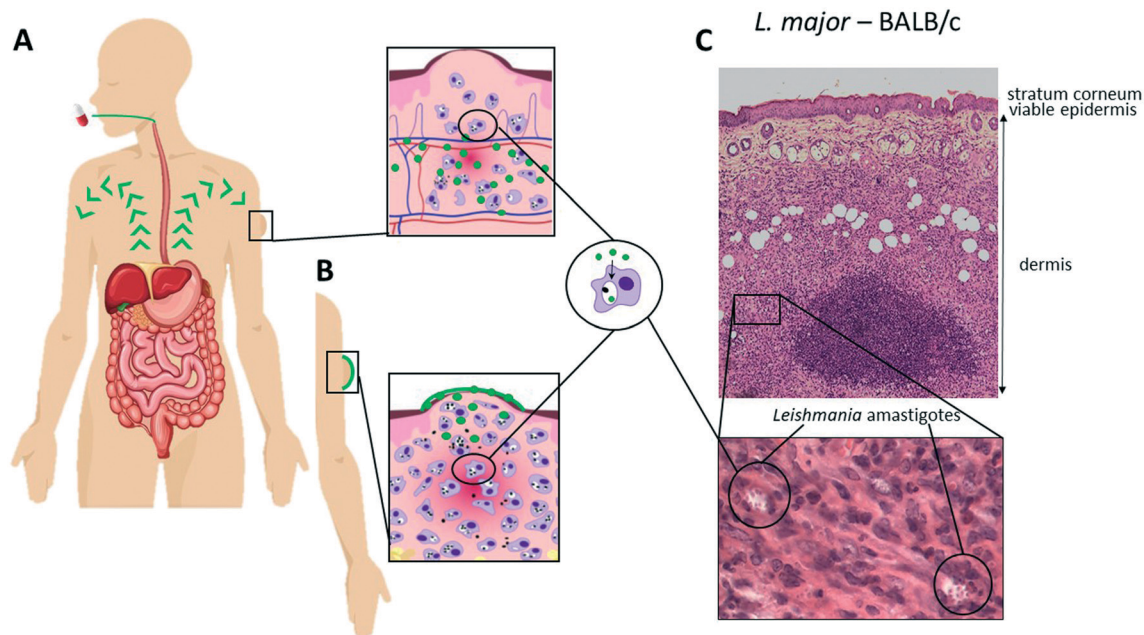 A
B
L. major – BALB/c
C
stratum corneum
viable epidermis
dermis
Leishmania amastigotes